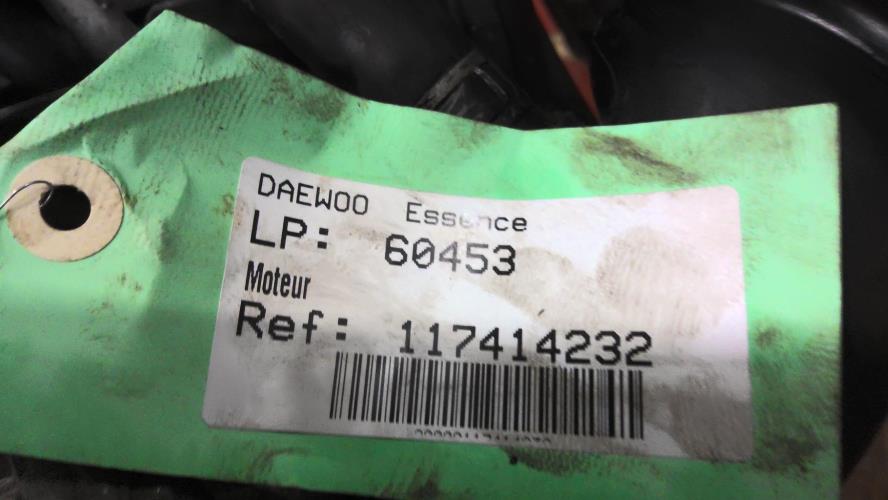 DAEWOO Essence
LP: 60453
Moteur
Ref: 117414232